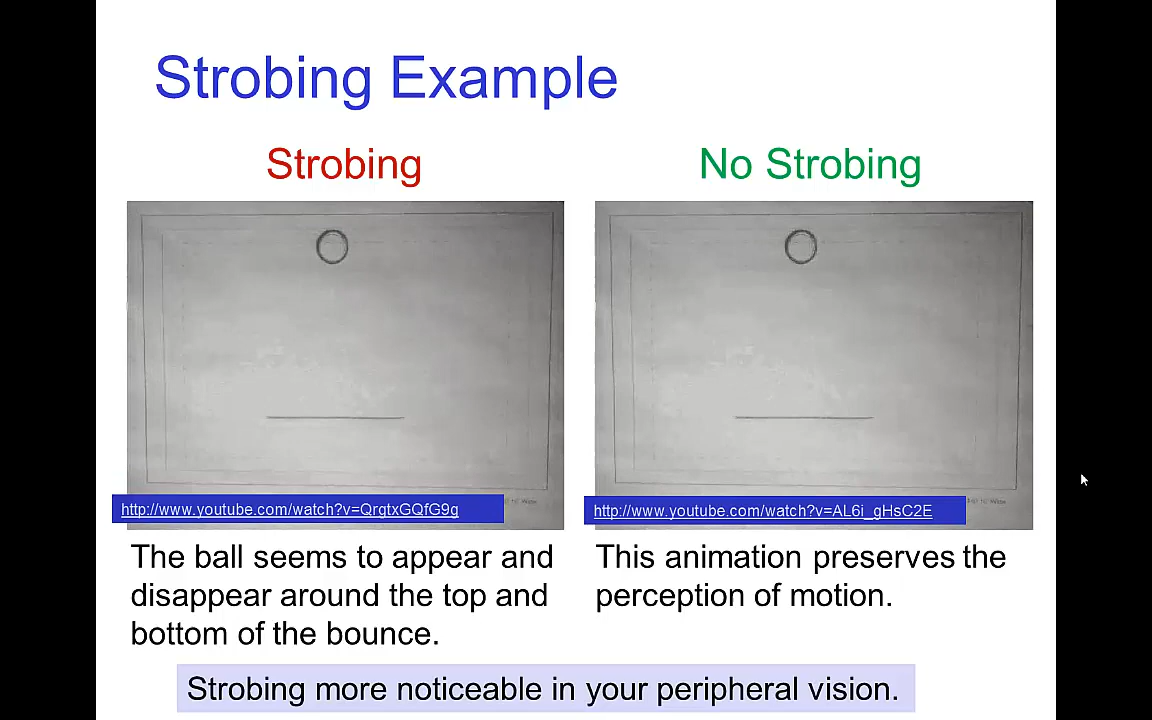 Strobing Example
Strobing
No Strobing
http://www.youtube.com/watch?v=QrgtxGQfG9g
http://www.youtube.com/watch?v=AL6i_gHsC2E
The ball seems to appear and
disappear around the top and
bottom of the bounce.
This animation preserves the
perception of motion.
Strobing more noticeable in your peripheral vision.